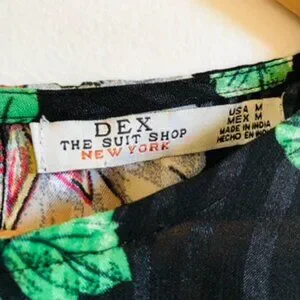 DEX
THE SUIT SHOP
NEW YORK
USA M
MEX M
MADE IN INDIA
HECHO EN INDIA